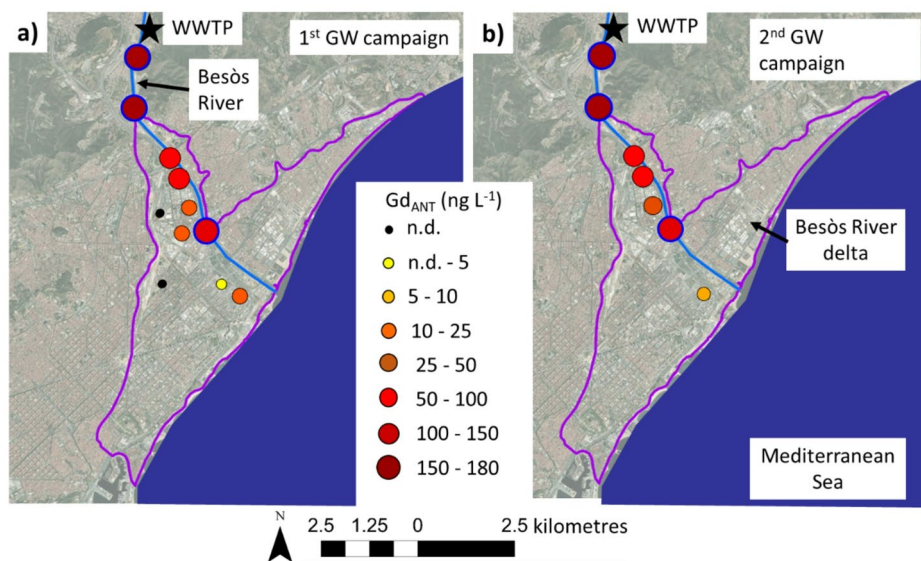 a)
WWTP
1st GW campaign
Besòs
River
b)
WWTP
2nd GW
campaign
Besòs River
delta
Mediterranean
Sea
GdANT (ng L-1)
n.d.
n.d. - 5
5 - 10
10 - 25
25 - 50
50 - 100
100 - 150
150 - 180
N
2.5 1.25 0 2.5 kilometres